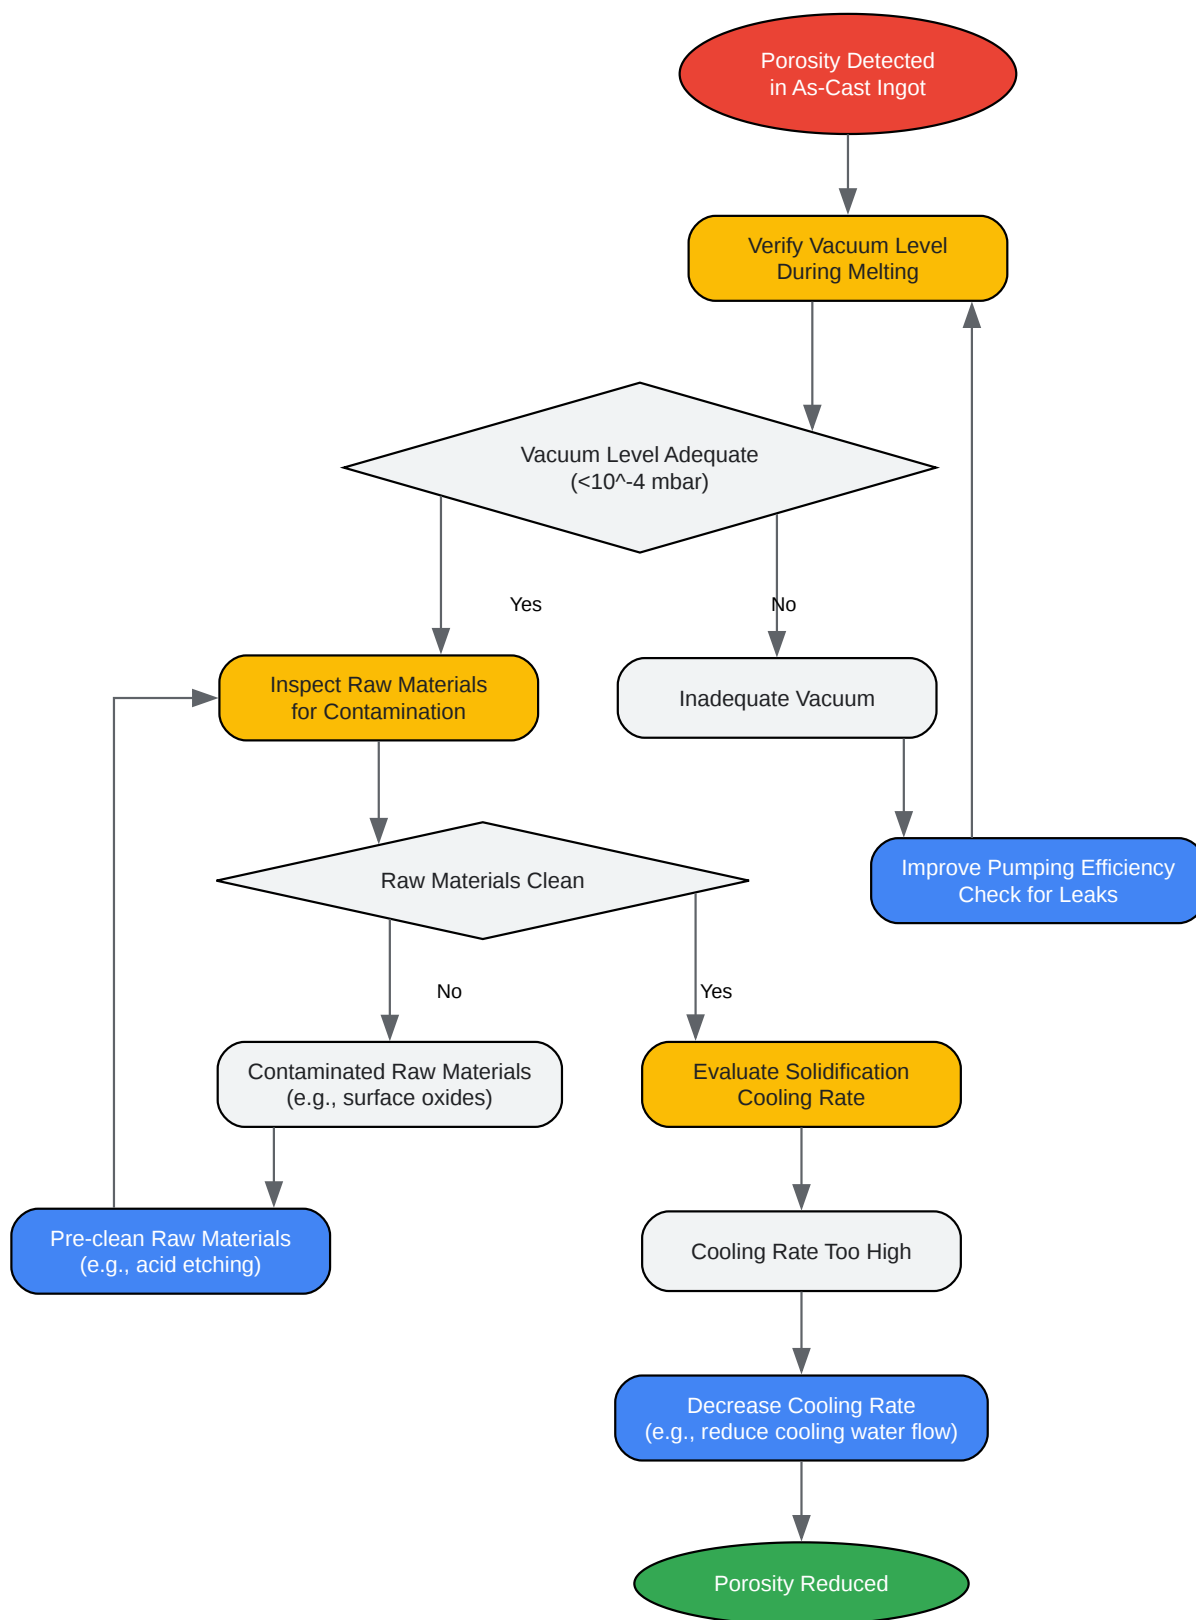 Porosity Detected
in As-Cast Ingot
Verify Vacuum Level
During Melting
Vacuum Level Adequate
(<10^-4 mbar)
Yes
No
Inspect Raw Materials
for Contamination
Inadequate Vacuum
Improve Pumping Efficiency
Check for Leaks
Raw Materials Clean
No
Yes
Contaminated Raw Materials
(e.g., surface oxides)
Evaluate Solidification
Cooling Rate
Pre-clean Raw Materials
(e.g., acid etching)
Cooling Rate Too High
Decrease Cooling Rate
(e.g., reduce cooling water flow)
Porosity Reduced